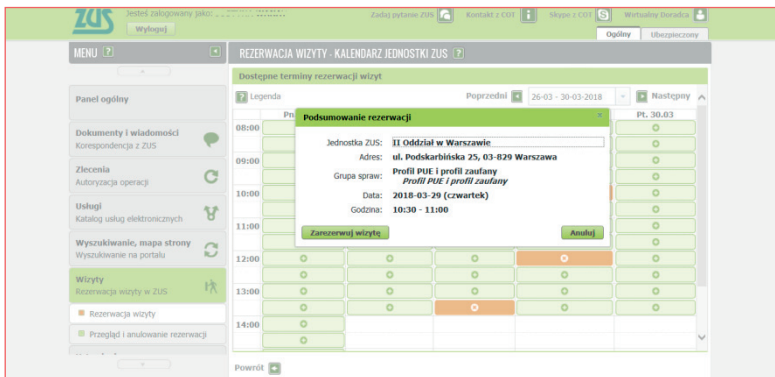 ZUS
Jesteś zalogowany jako:
Wyloguj
Zadaj pytanie ZUS
Kontakt z COT
Skype z COT
Wirtualny Doradca
Ogólny
Ubezpieczony
MENU
REZERWACJA WIZYTY - KALENDARZ JEDNOSTKI ZUS
Panel ogólny
Dokumenty i wiadomości
Korespondencja z ZUS
Zlecenia
Autoryzacja operacji
Usługi
Katalog usług elektronicznych
Wyszukiwanie, mapa strony
Wyszukiwanie na portalu
Wizyty
Rezerwacja wizyty w ZUS
Rezerwacja wizyty
Przegląd i anulowanie rezerwacji
Dostępne terminy rezerwacji wizyt
Legenda
Poprzedni
26-03 - 30-03-2018
Następny
Pt. 30.03
08:00
09:00
10:00
11:00
12:00
13:00
14:00
Podsumowanie rezerwacji
Jednostka ZUS: II Oddział w Warszawie
Adres: ul. Podskarbińska 25, 03-829 Warszawa
Grupa spraw: Profil PUE i profil zaufany
Profil PUE i profil zaufany
Data: 2018-03-29 (czwartek)
Godzina: 10:30 - 11:00
Zarezerwuj wizytę
Anuluj
Powrót